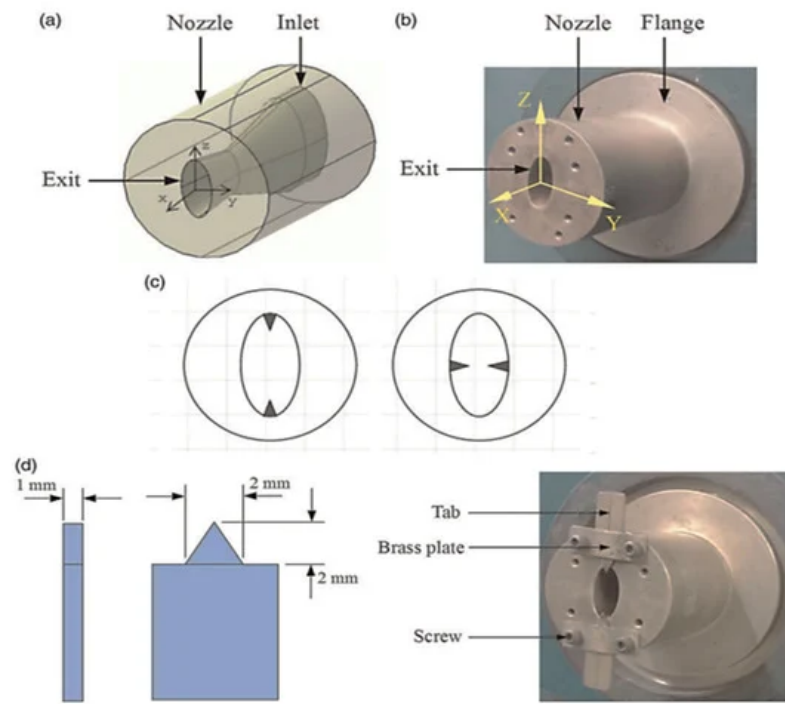 (a)
Nozzle
Inlet
Exit
z
x
y
(b)
Nozzle
Flange
Z
Exit
X
Y
(c)
(d)
1 mm
2 mm
2 mm
Tab
Brass plate
Screw